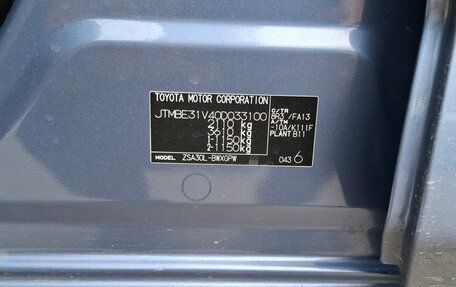 TOYOTA MOTOR CORPORATION
JTMBE31V40D033100
2110 kg
3610 kg
1-1150kg
2-1150kg
C/TR
8R3 /FA13
A/TM
-10A/K111F
PLANT B11
MODEL ZSA30L-BWXGPW
043 6